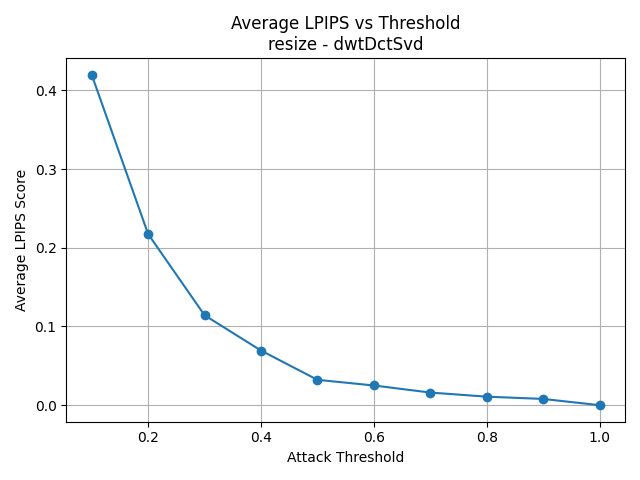 Average LPIPS vs Threshold
resize - dwtDctSvd
0.4
0.3
0.2
0.1
0.0
Average LPIPS Score
0.2 0.4 0.6 0.8 1.0
Attack Threshold